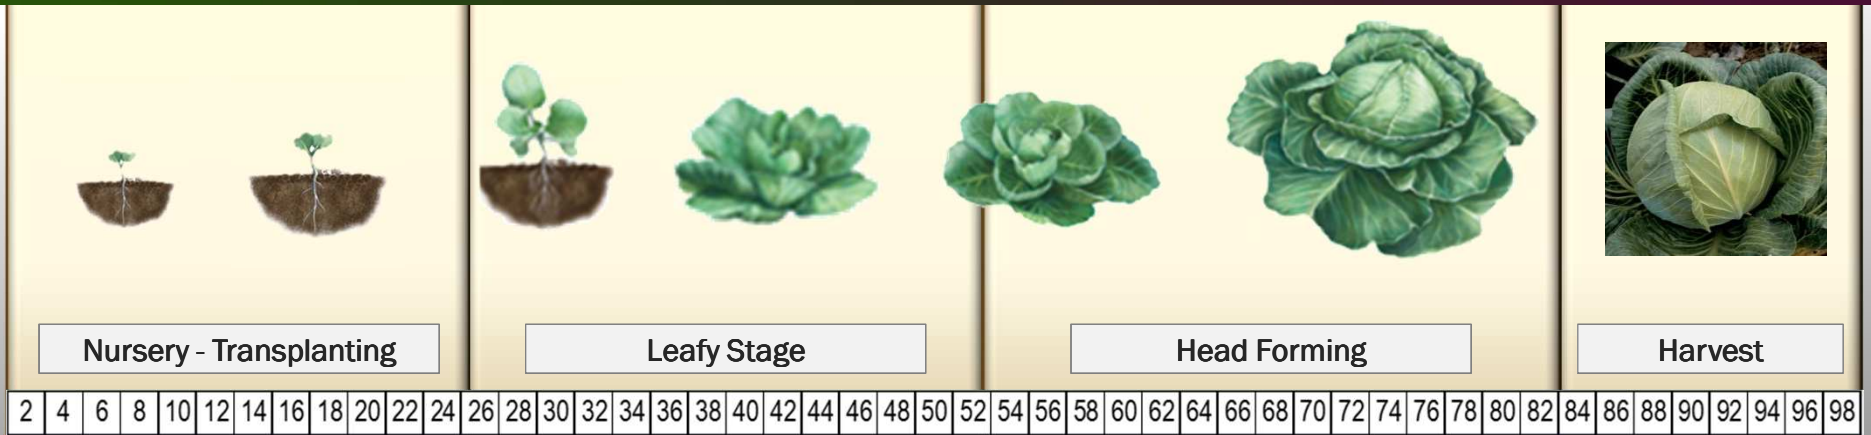 Nursery - Transplanting
Leafy Stage
Head Forming
Harvest
2 4 6 8 10 12 14 16 18 20 22 24 26 28 30 32 34 36 38 40 42 44 46 48 50 52 54 56 58 60 62 64 66 68 70 72 74 76 78 80 82 84 86 88 90 92 94 96 98